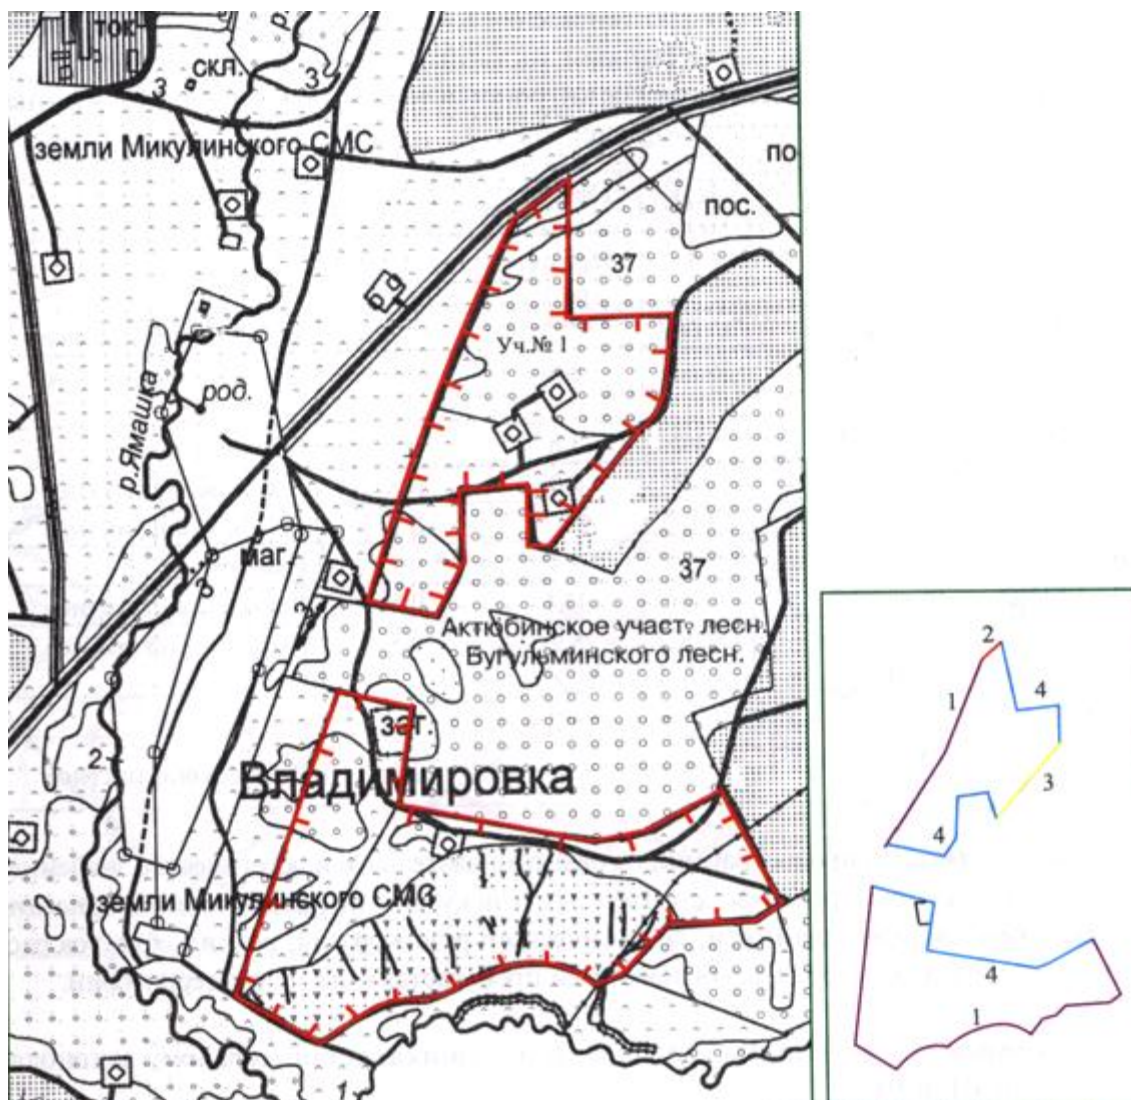 ток
скл.
3
3
земли Микулинского СМС
по
пос.
37
Уч.№ 1
род.
р.Ямашка
маг.
37
Актюбинское участ. лесн.
Бугульминского лесн.
заг.
2
Владимировка
земли Микулинского СМС
1
2
1
4
3
4
4
1